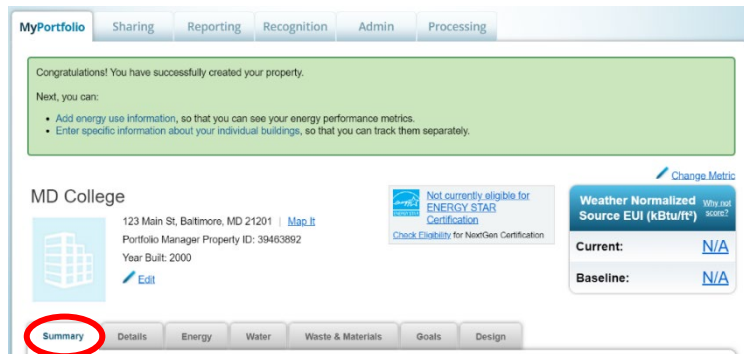 MyPortfolio Sharing Reporting Recognition Admin Processing
Congratulations! You have successfully created your property.
Next, you can:
• Add energy use information, so that you can see your energy performance metrics.
• Enter specific information about your individual buildings, so that you can track them separately.
Change Metric
MD College
123 Main St, Baltimore, MD 21201 | Map It
Portfolio Manager Property ID: 39463892
Year Built: 2000
Edit
Not currently eligible for
ENERGY STAR
Certification
Check Eligibility for NextGen Certification
Weather Normalized Why not
Source EUI (kBtu/ft²) score?
Current: N/A
Baseline: N/A
Summary Details Energy Water Waste & Materials Goals Design